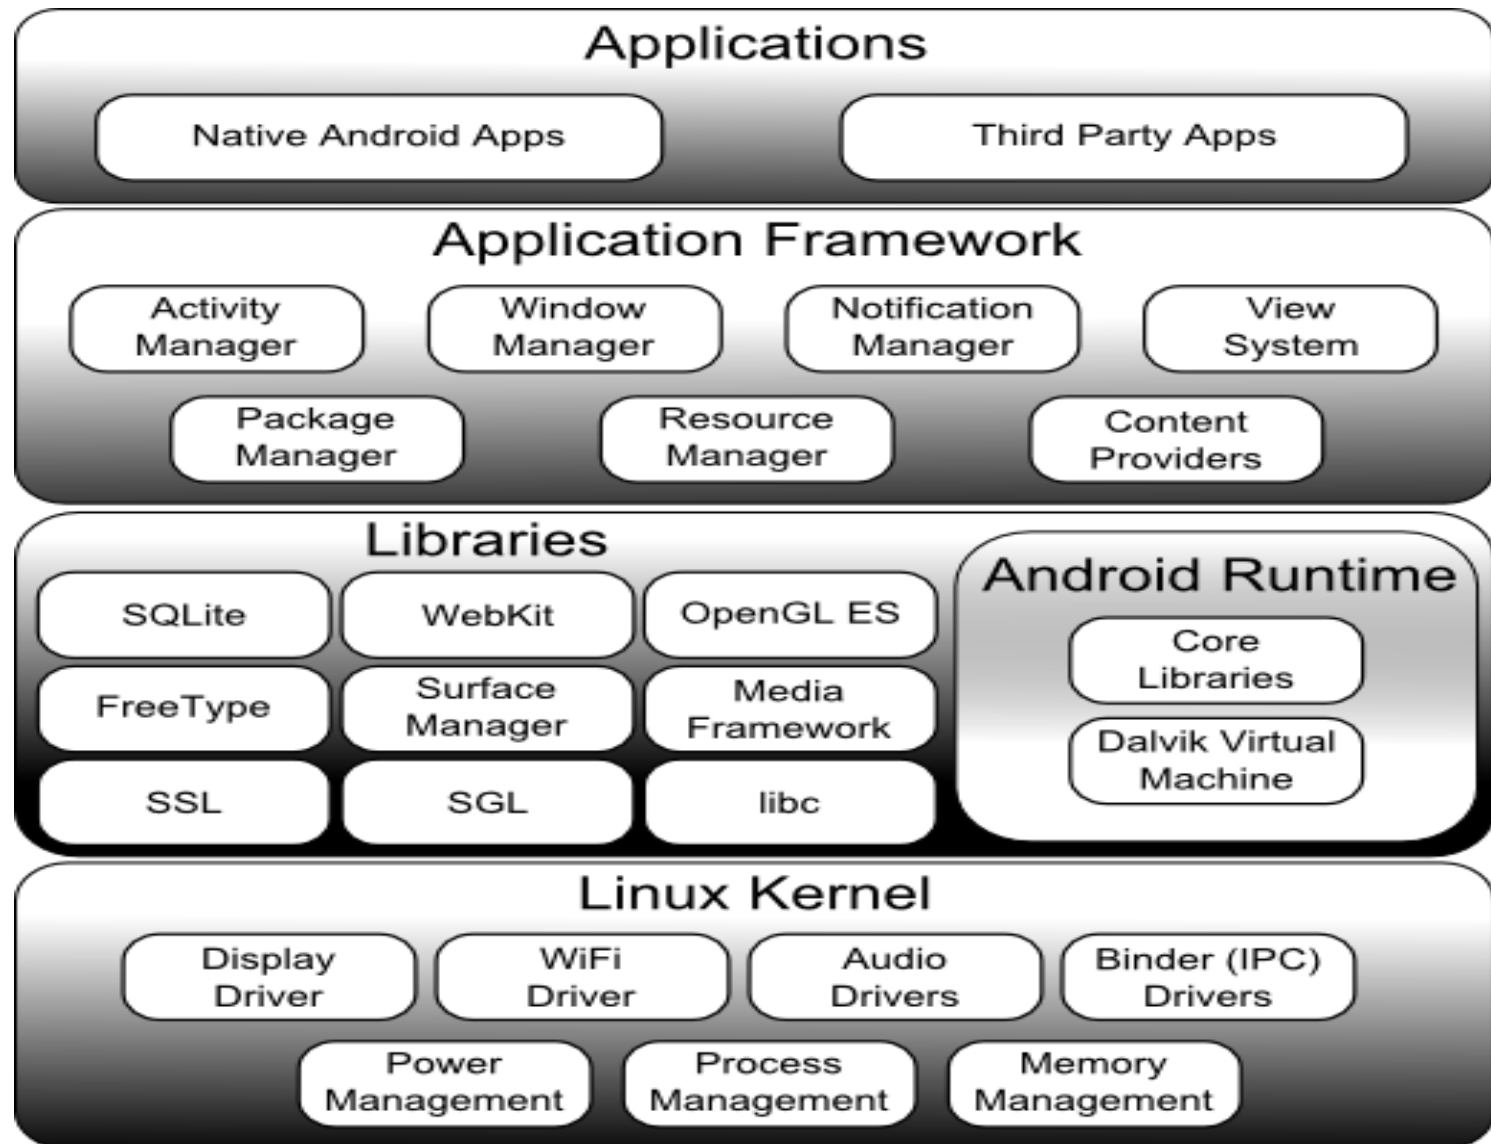 Applications
Native Android Apps
Third Party Apps
Application Framework
Activity
Manager
Window
Manager
Notification
Manager
View
System
Package
Manager
Resource
Manager
Content
Providers
Libraries
SQLite
WebKit
OpenGL ES
FreeType
Surface
Manager
Media
Framework
SSL
SGL
libc
Android Runtime
Core
Libraries
Dalvik Virtual
Machine
Linux Kernel
Display
Driver
WiFi
Driver
Audio
Drivers
Binder (IPC)
Drivers
Power
Management
Process
Management
Memory
Management